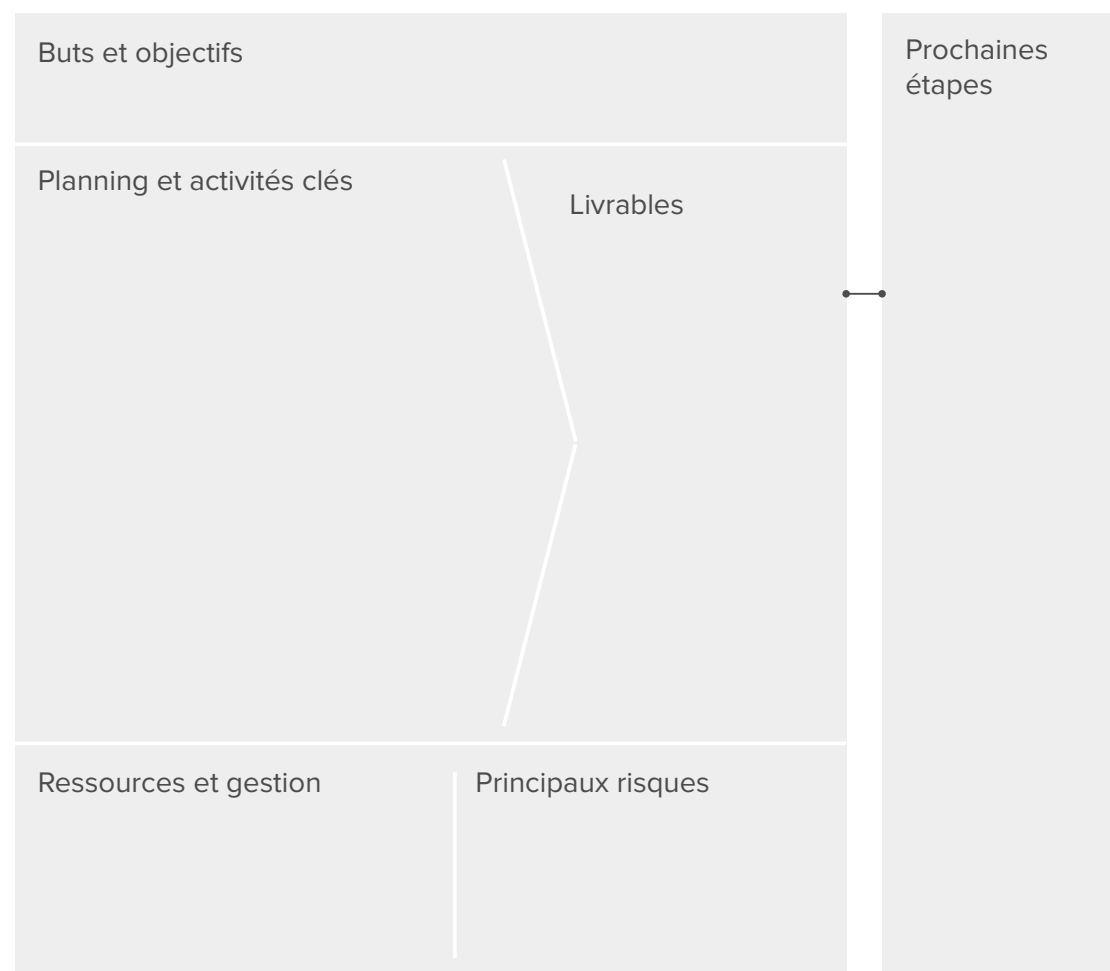 Buts et objectifs
Prochaines
étapes
Planning et activités clés
Livrables
Ressources et gestion
Principaux risques